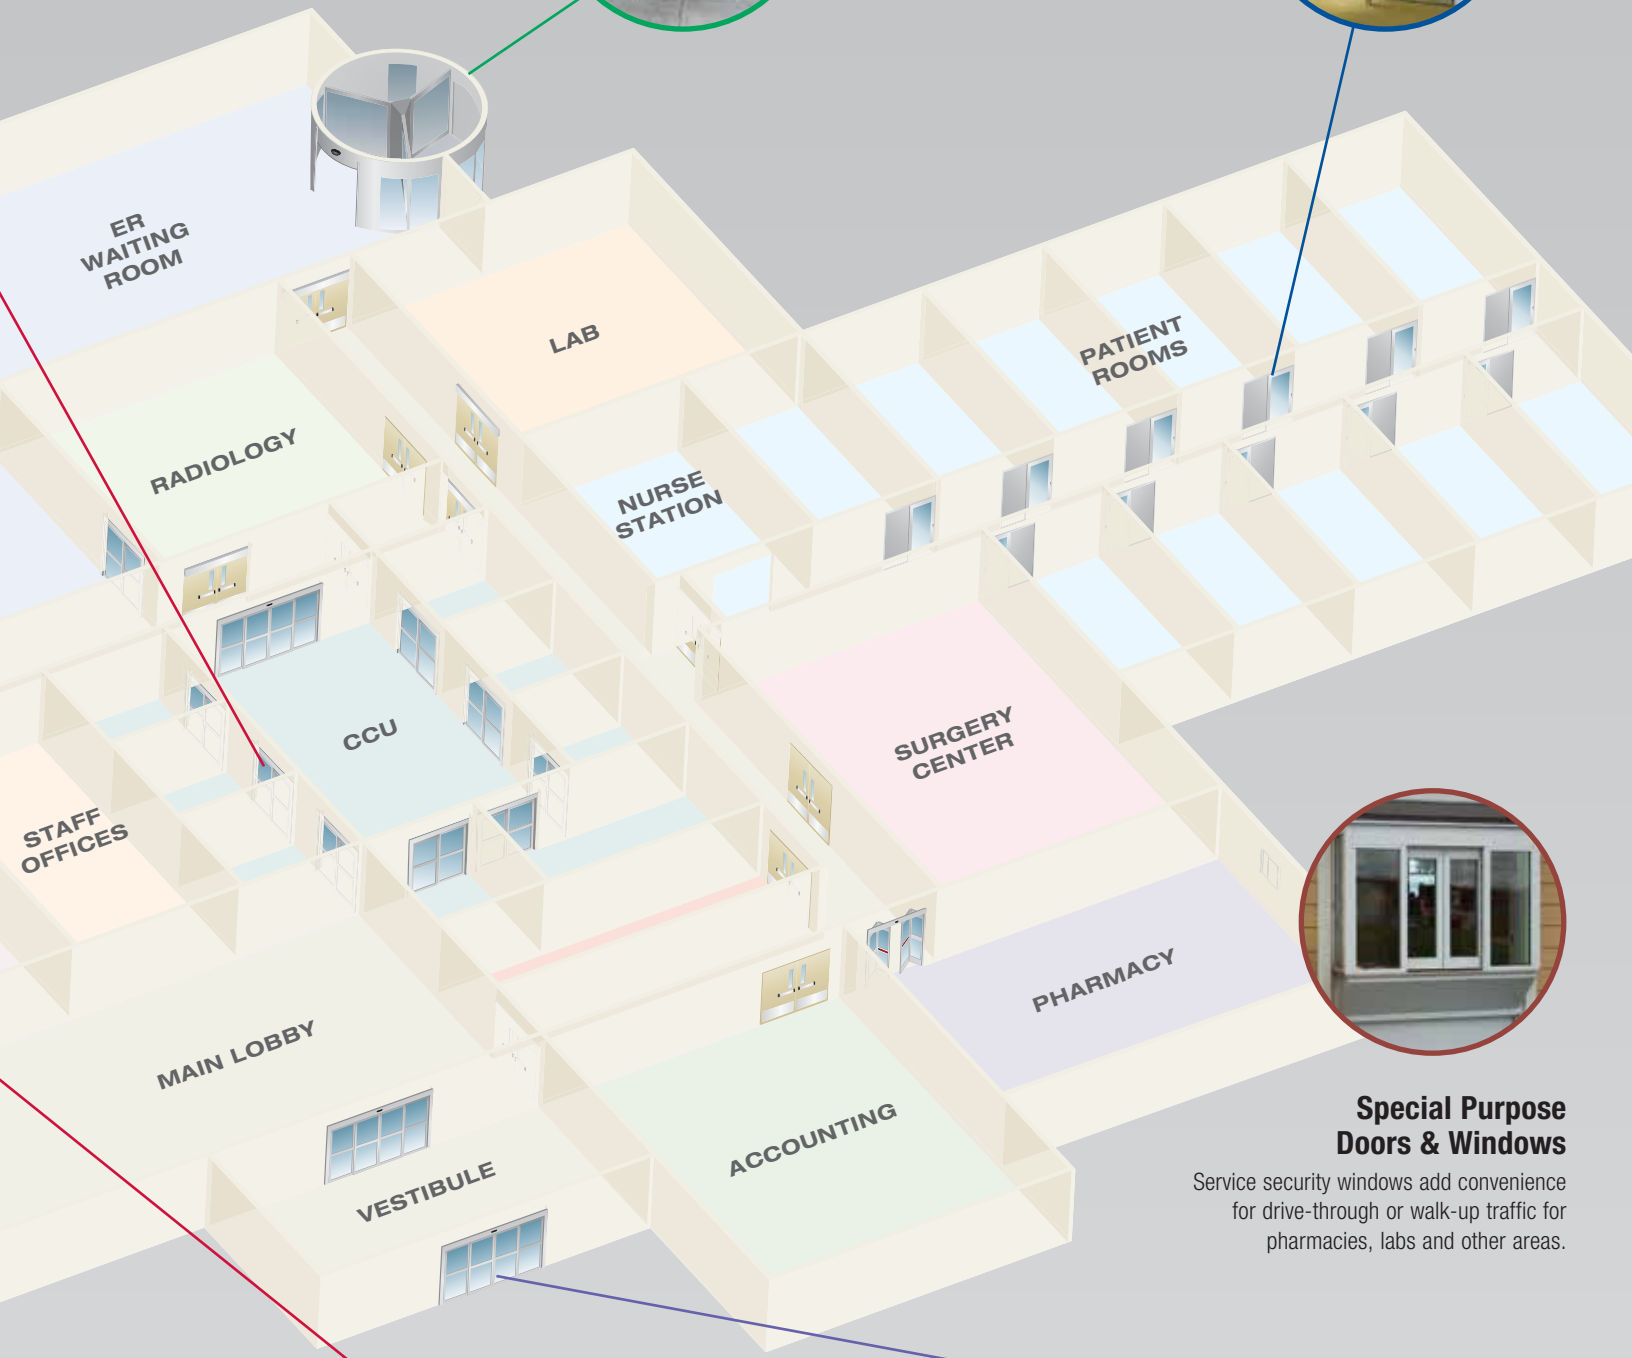 ER
WAITING
ROOM
LAB
PATIENT
ROOMS
RADIOLOGY
NURSE
STATION
CCU
SURGERY
CENTER
STAFF
OFFICES
PHARMACY
MAIN LOBBY
ACCOUNTING
VESTIBULE
Special Purpose
Doors & Windows
Service security windows add convenience
for drive-through or walk-up traffic for
pharmacies, labs and other areas.